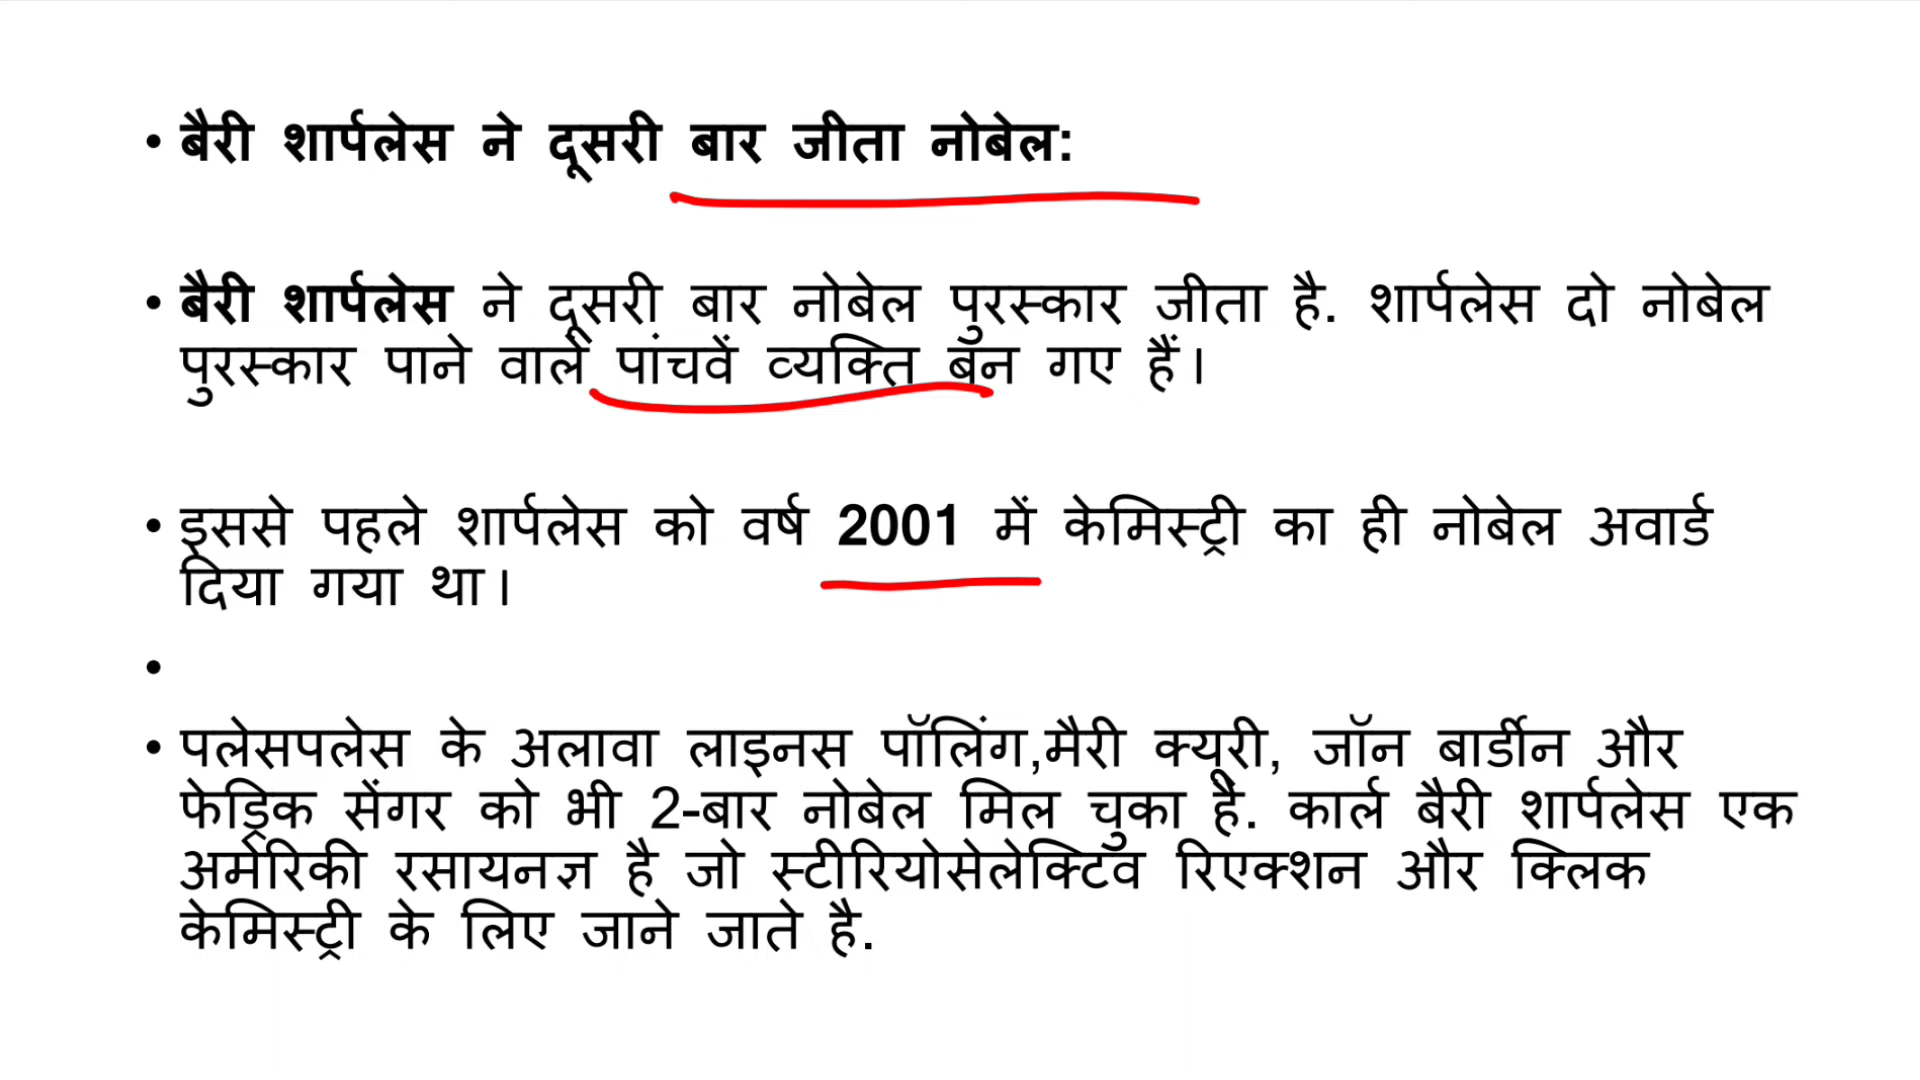 • बैरी शार्पलेस ने दूसरी बार जीता नोबेल:
• बैरी शार्पलेस ने दूसरी बार नोबेल पुरस्कार जीता है. शार्पलेस दो नोबेल
पुरस्कार पाने वाले पांचवें व्यक्ति बन गए हैं।
• इससे पहले शार्पलेस को वर्ष 2001 में केमिस्ट्री का ही नोबेल अवार्ड
दिया गया था।
•
• पलेसपलेस के अलावा लाइनस पॉलिंग,मैरी क्यूरी, जॉन बार्डीन और
फेड्रिक सेंगर को भी 2-बार नोबेल मिल चुका है. कार्ल बैरी शार्पलेस एक
अमेरिकी रसायनज्ञ है जो स्टीरियोसेलेक्टिव रिएक्शन और क्लिक
केमिस्ट्री के लिए जाने जाते है.